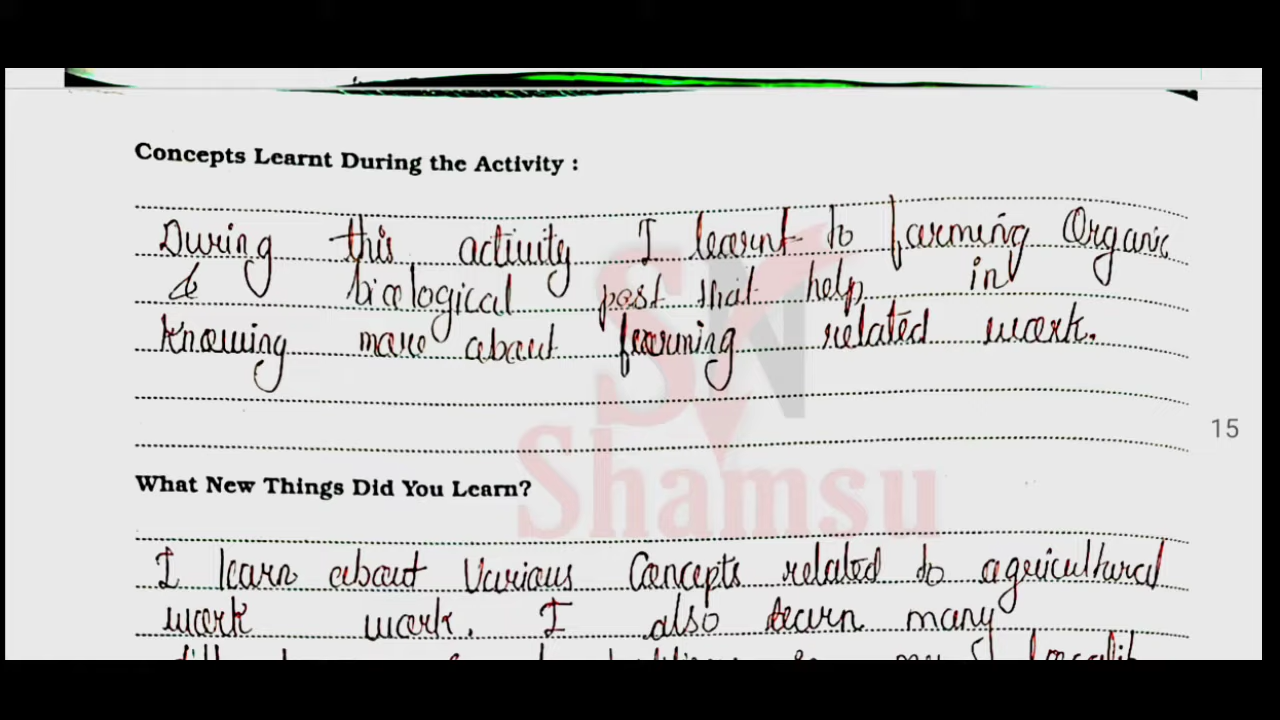 Concepts Learnt During the Activity :
During this activity I learnt to farming Organic
& biological pest that help in
knowing more about farming related work.
15
SN
Shamsu
What New Things Did You Learn?
I learn about Various Concepts related to agricultural
work work. I also learn many